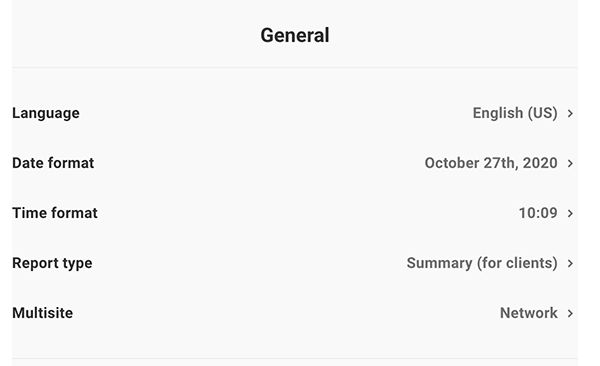 General
Language English (US)
Date format October 27th, 2020
Time format 10:09
Report type Summary (for clients)
Multisite Network